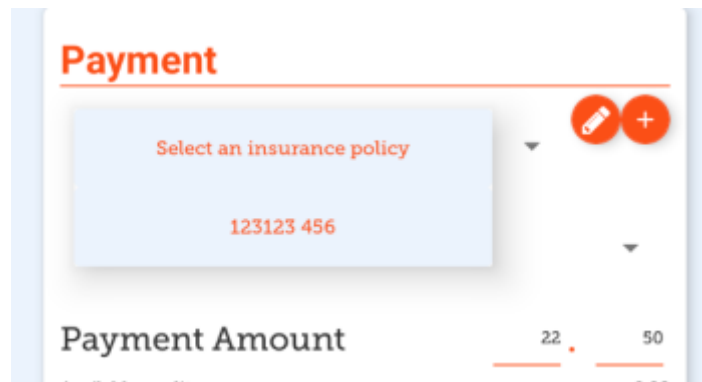 Payment
Select an insurance policy
123123 456
Payment Amount
22 . 50